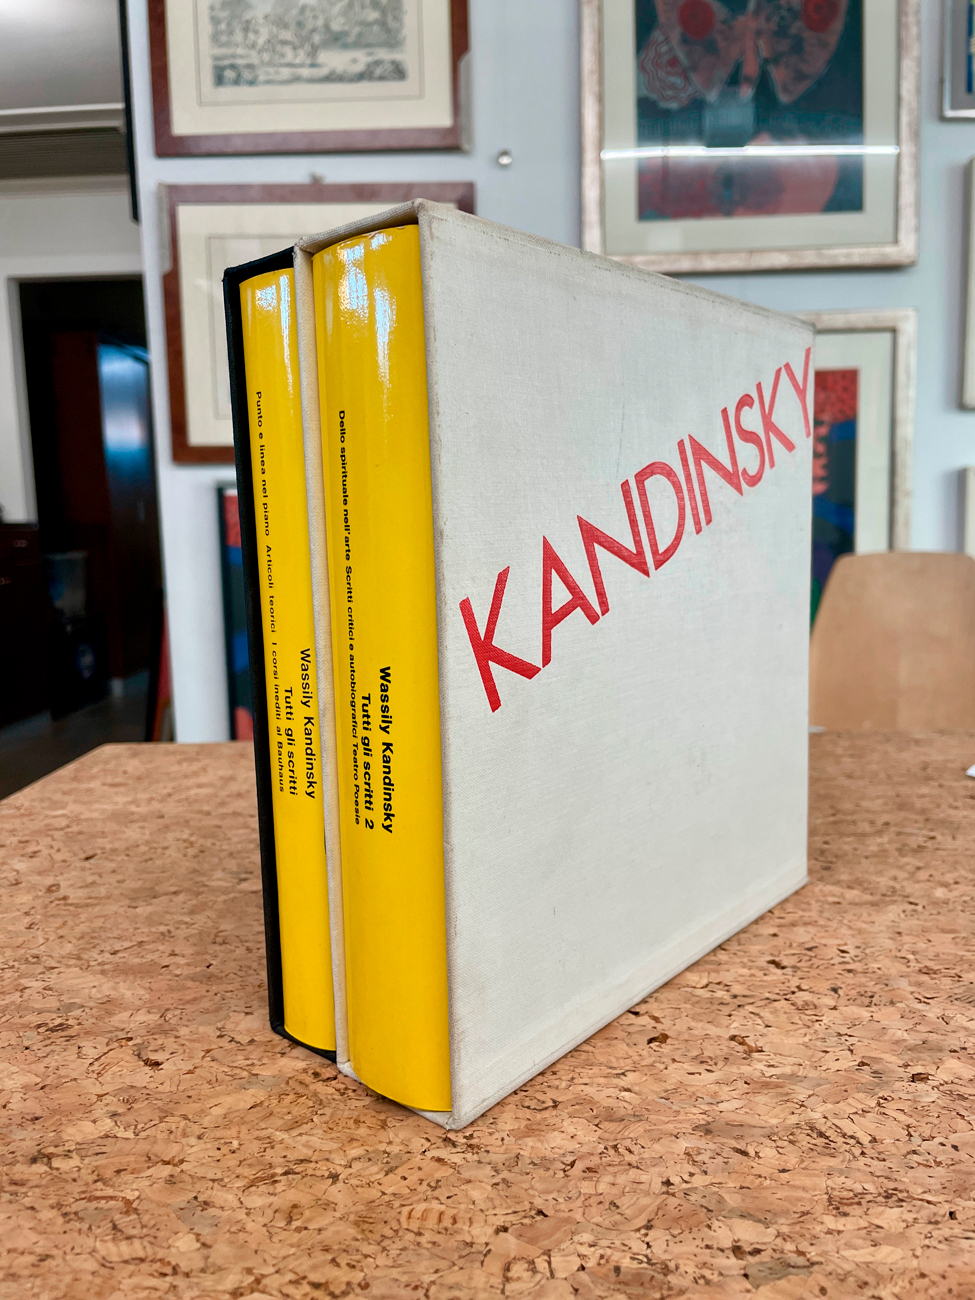 Punto e linea nel piano Articoli teorici I corsi inediti al Bauhaus
Wassily Kandinsky
Tutti gli scritti
Dello spirituale nell'arte Scritti critici e autobiografici Teatro Poesie
Wassily Kandinsky
Tutti gli scritti 2
KANDINSKY